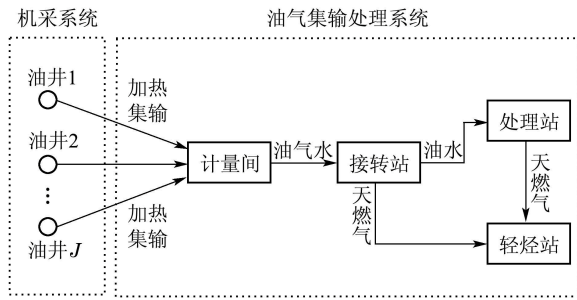 机采系统
油气集输处理系统
油井1
加热
集输
油井2
计量间
油气水
接转站
油水
处理站
⋮
油井J
加热
集输
天燃气
天燃气
轻烃站